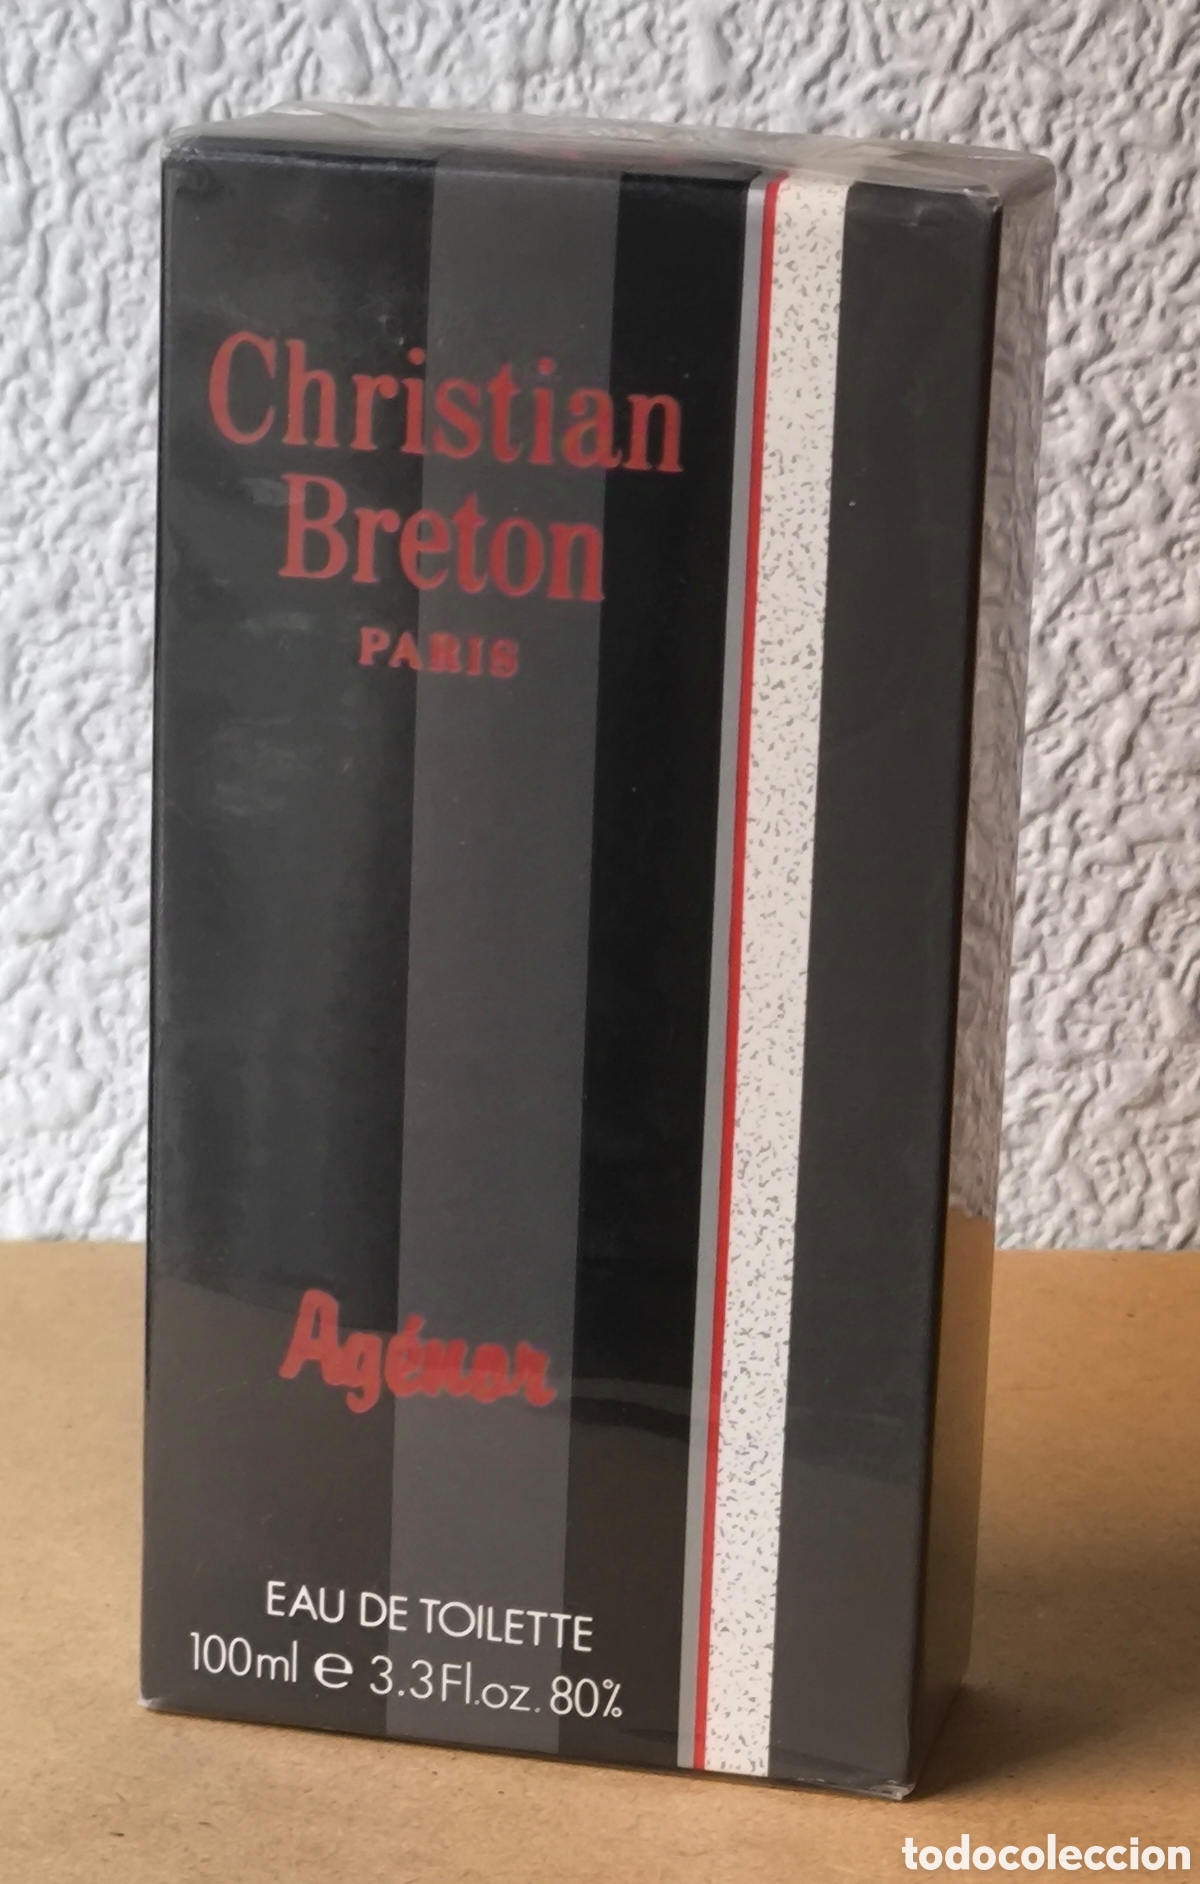 Christian
Breton
PARIS
Agénor
EAU DE TOILETTE
100ml e 3.3Fl.oz. 80%
todocoleccion